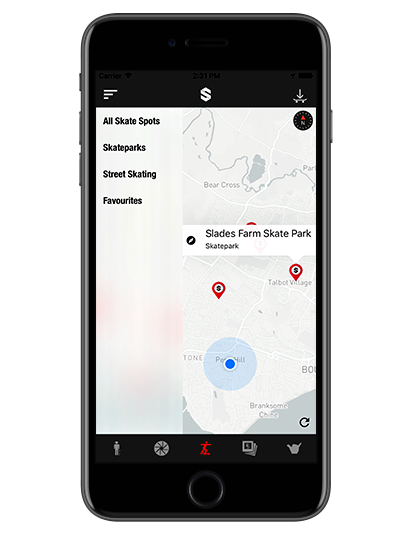 Carrier 2:31 PM
S
All Skate Spots
Skateparks
Street Skating
Favourites
N
Bear Cross
Slades Farm Skate Park
Skatepark
S
S
Talbot Village
Branksome
Chine